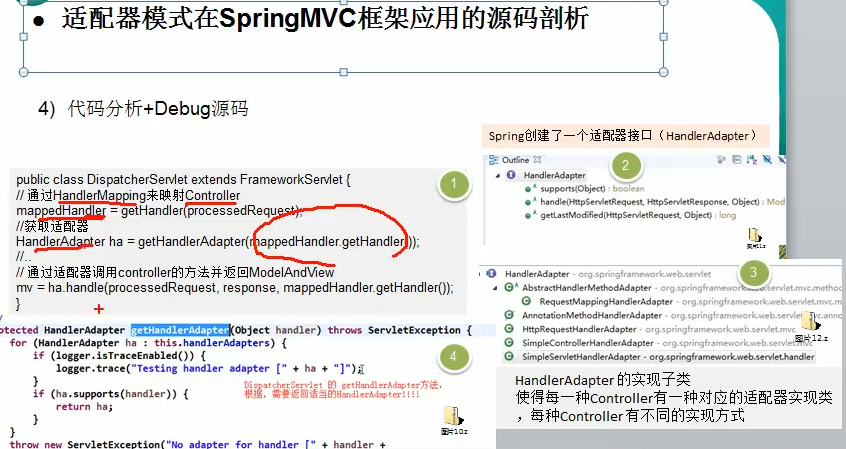 ● 适配器模式在SpringMVC框架应用的源码剖析
4) 代码分析+Debug源码
Spring创建了一个适配器接口（HandlerAdapter）
public class DispatcherServlet extends FrameworkServlet {
// 通过HandlerMapping来映射Controller
mappedHandler = getHandler(processedRequest);
//获取适配器
HandlerAdapter ha = getHandlerAdapter(mappedHandler.getHandler());
//..
// 通过适配器调用controller的方法并返回ModelAndView
mv = ha.handle(processedRequest, response, mappedHandler.getHandler());
}
1
Outline
2
HandlerAdapter
supports(Object) : boolean
handle(HttpServletRequest, HttpServletResponse, Object) : Mod
getLastModified(HttpServletRequest, Object) : long
图片11.z
3
HandlerAdapter - org.springframework.web.servlet
AbstractHandlerMethodAdapter - org.springframework.web.servlet.mvc.method
RequestMappingHandlerAdapter - org.springframework.web.servlet.mvc.
AnnotationMethodHandlerAdapter - org.springframework.web.servlet.mvc.anno
HttpRequestHandlerAdapter - org.springframework.web.servlet.mvc
SimpleControllerHandlerAdapter - org.springframework.web.servlet.mvc
SimpleServletHandlerAdapter - org.springframework.web.servlet.handler
图片12.z
otected HandlerAdapter getHandlerAdapter(Object handler) throws ServletException {
for (HandlerAdapter ha : this.handlerAdapters) {
if (logger.isTraceEnabled()) {
logger.trace("Testing handler adapter [" + ha + "]");
}
if (ha.supports(handler)) {
return ha;
}
}
throw new ServletException("No adapter for handler [" + handler +
4
DispatcherServlet 的 getHandlerAdapter方法,
根据, 需要返回适当的HandlerAdapter!!!!
图片10.z
HandlerAdapter 的实现子类
使得每一种Controller有一种对应的适配器实现类
，每种Controller有不同的实现方式